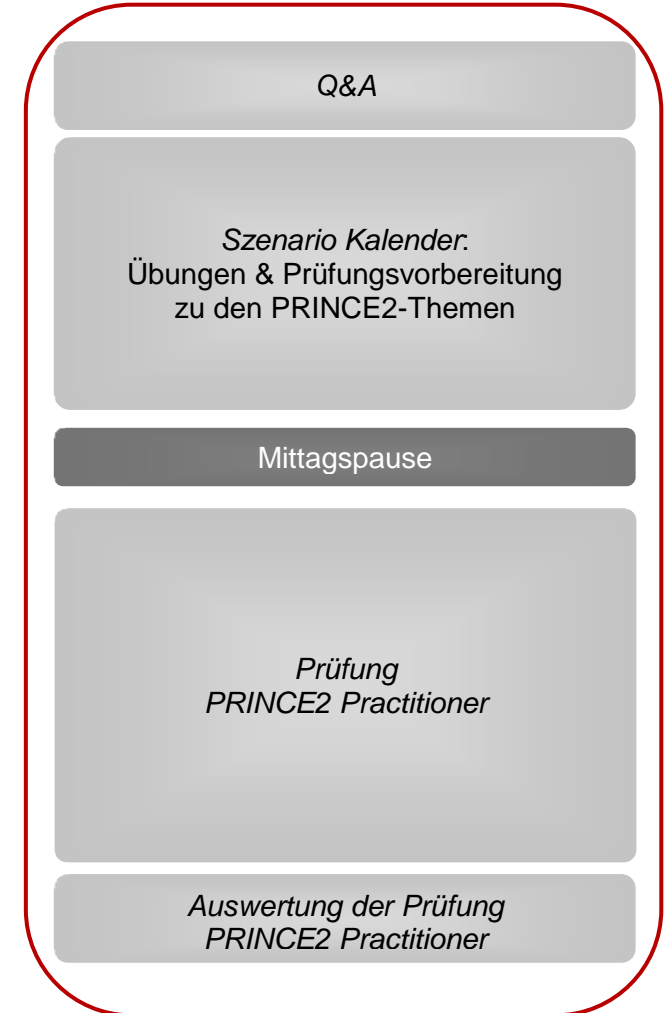 Q&A
Szenario Kalender:
Übungen & Prüfungsvorbereitung
zu den PRINCE2-Themen
Mittagspause
Prüfung
PRINCE2 Practitioner
Auswertung der Prüfung
PRINCE2 Practitioner